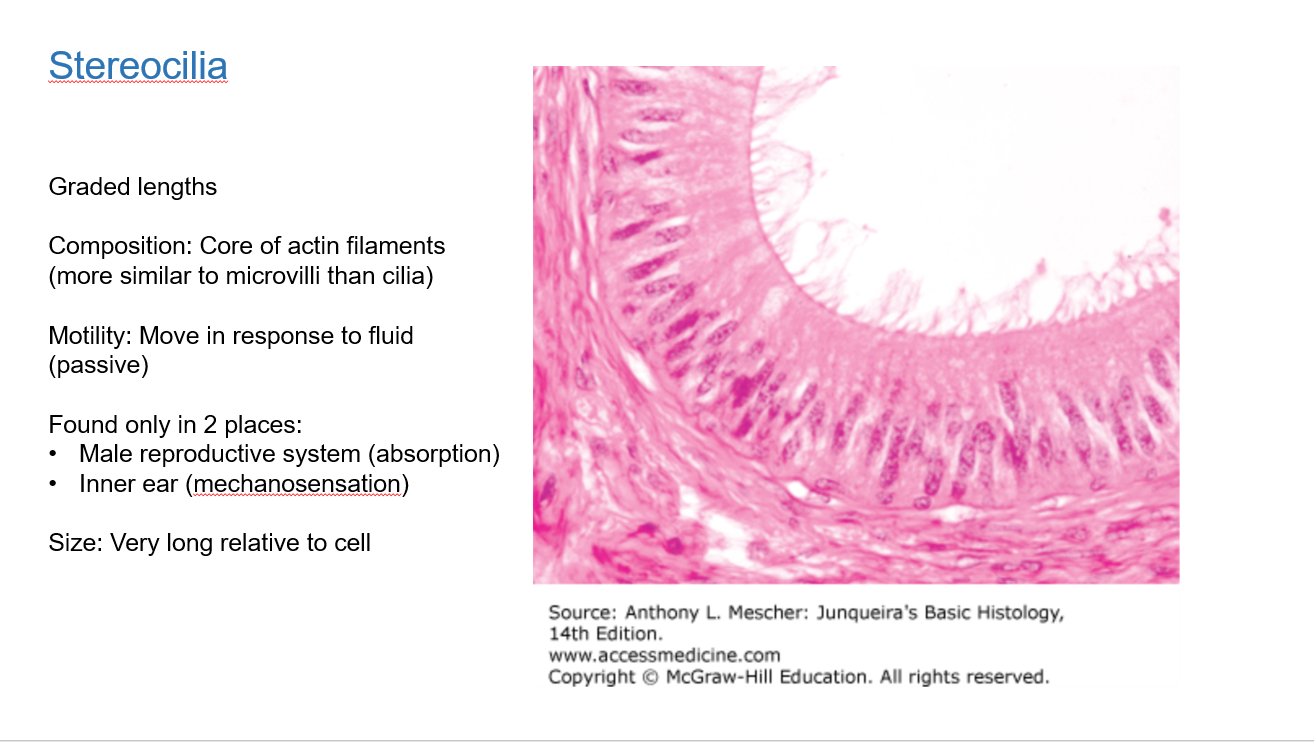 Stereocilia
Graded lengths
Composition: Core of actin filaments
(more similar to microvilli than cilia)
Motility: Move in response to fluid
(passive)
Found only in 2 places:
• Male reproductive system (absorption)
• Inner ear (mechanosensation)
Size: Very long relative to cell
Source: Anthony L. Mescher: Junqueira's Basic Histology,
14th Edition.
www.accessmedicine.com
Copyright © McGraw-Hill Education. All rights reserved.